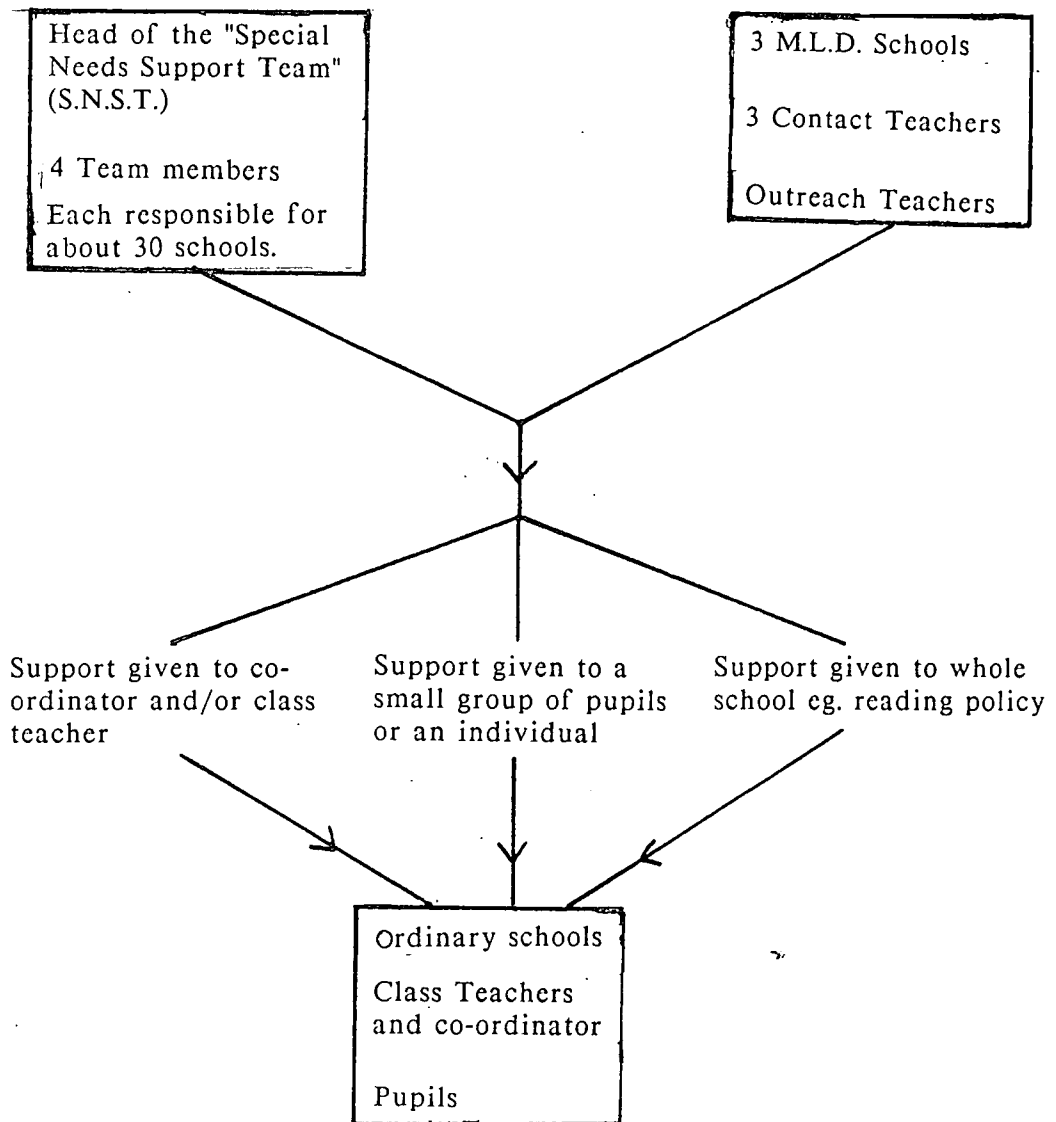 Head of the "Special
Needs Support Team"
(S.N.S.T.)
4 Team members
Each responsible for
about 30 schools.
3 M.L.D. Schools
3 Contact Teachers
Outreach Teachers
Support given to co-
ordinator and/or class
teacher
Support given to a
small group of pupils
or an individual
Support given to whole
school eg. reading policy
Ordinary schools
Class Teachers
and co-ordinator
Pupils